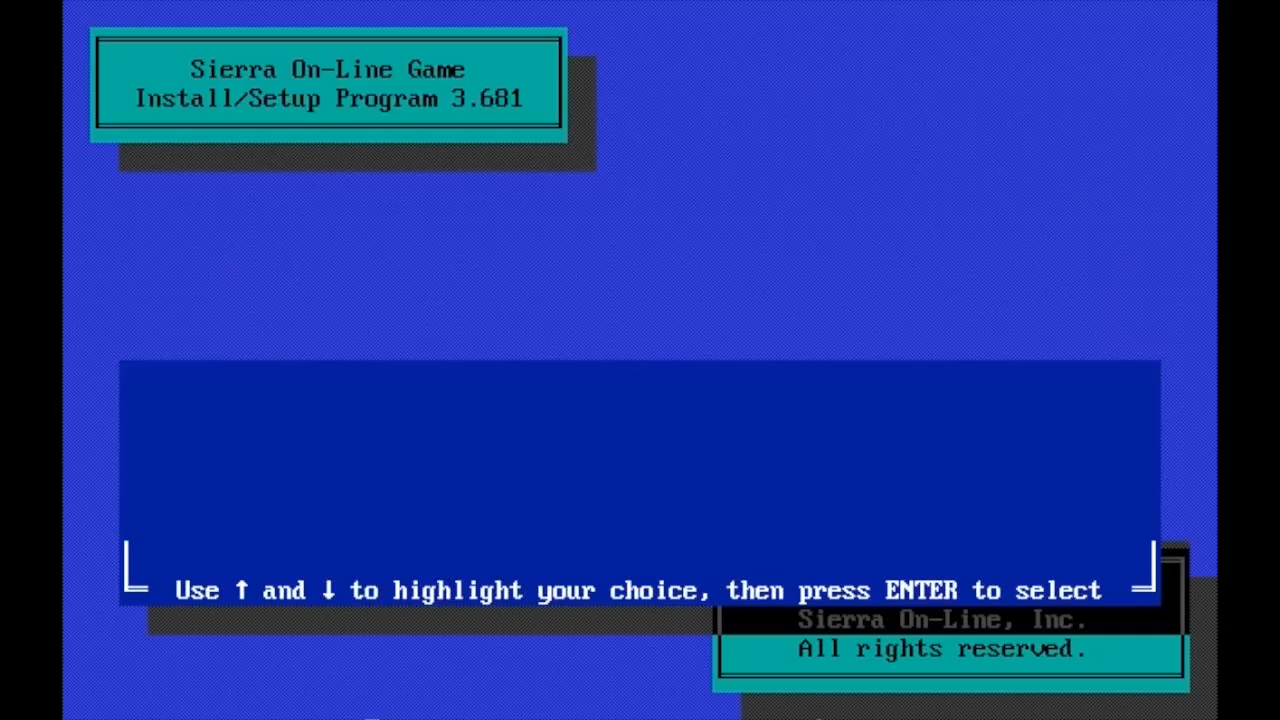 Sierra On-Line Game
Install/Setup Program 3.681
Use ↑ and ↓ to highlight your choice, then press ENTER to select
Sierra On-Line, Inc.
All rights reserved.